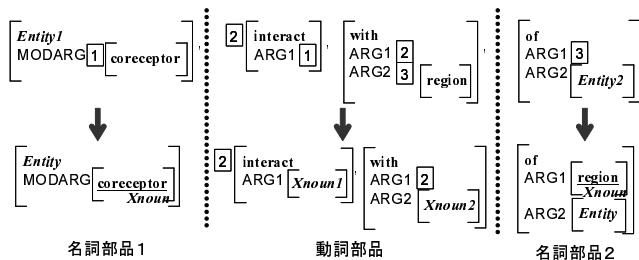 Entity1
MODARG 1 coreceptor ,
2 interact
ARG1 1 ,
with
ARG1 2
ARG2 3 region ,
of
ARG1 3
ARG2 Entity2
Entity
MODARG coreceptor
Xnoun
2 interact
ARG1 Xnoun1 ,
with
ARG1 2
ARG2 Xnoun2
of
ARG1 region
Xnoun
ARG2 Entity
名詞部品1
動詞部品
名詞部品2